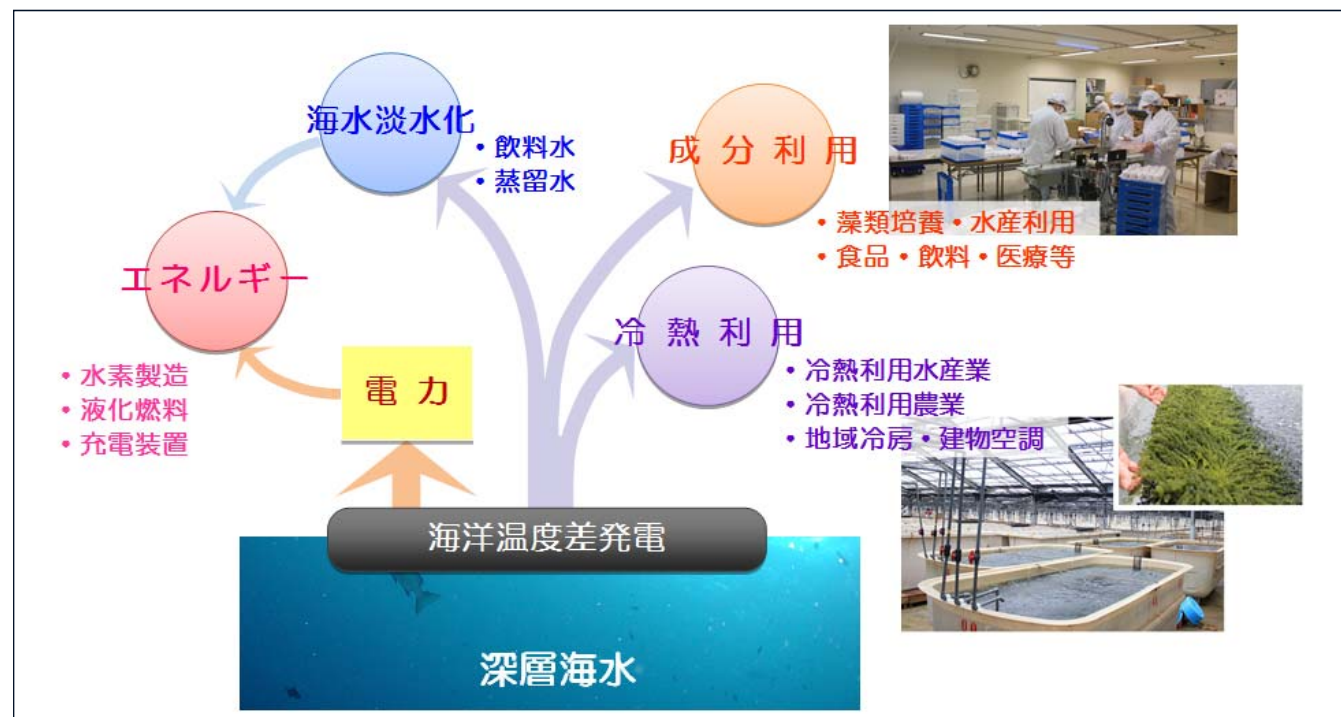 海水淡水化
・飲料水
・蒸留水
成分利用
・藻類培養・水産利用
・食品・飲料・医療等
エネルギー
・水素製造
・液化燃料
・充電装置
電力
冷熱利用
・冷熱利用水産業
・冷熱利用農業
・地域冷房・建物空調
海洋温度差発電
深層海水